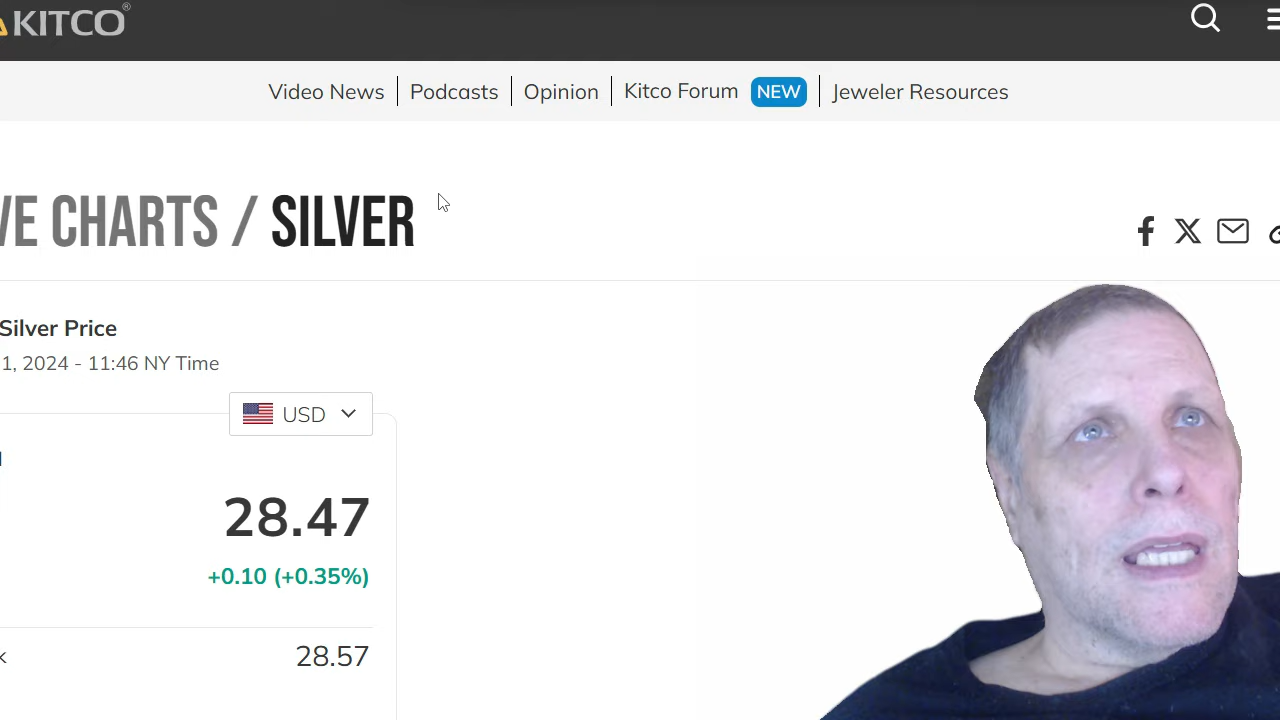 KITCO®
Video News
Podcasts
Opinion
Kitco Forum NEW
Jeweler Resources
VE CHARTS / SILVER
Silver Price
1, 2024 - 11:46 NY Time
USD
28.47
+0.10 (+0.35%)
28.57